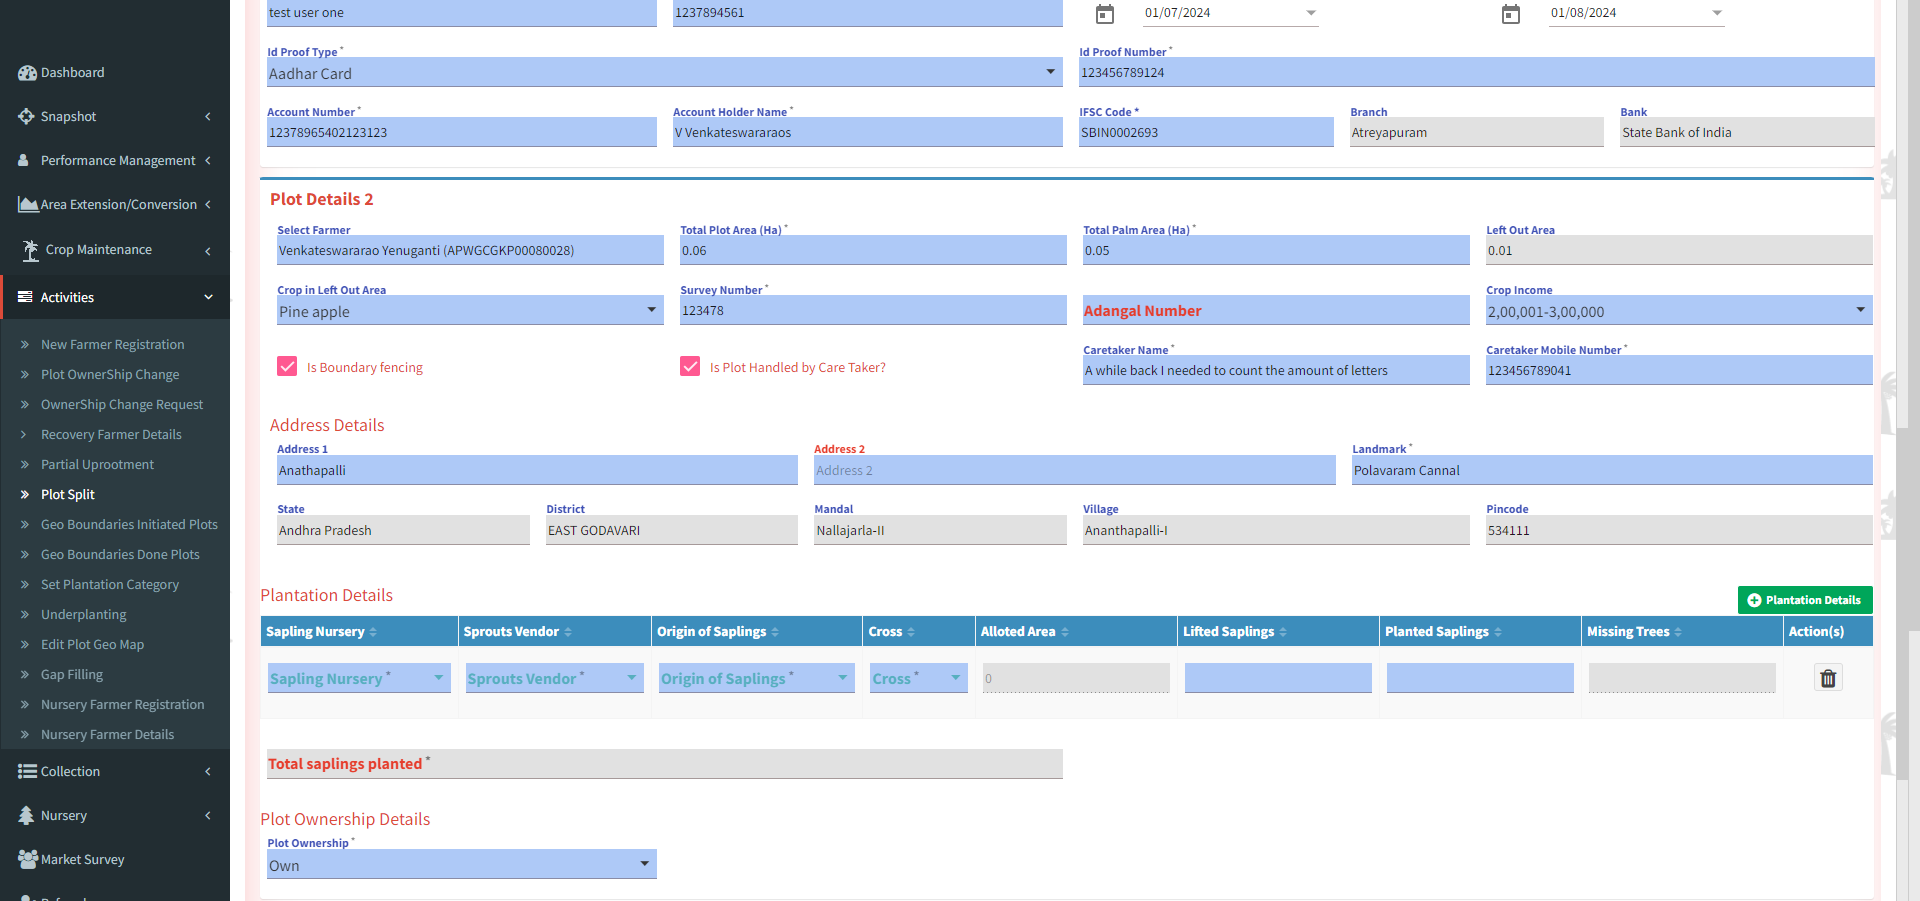 Dashboard
Snapshot
Performance Management
Area Extension/Conversion
Crop Maintenance
Activities
New Farmer Registration
Plot OwnerShip Change
OwnerShip Change Request
Recovery Farmer Details
Partial Uprootment
Plot Split
Geo Boundaries Initiated Plots
Geo Boundaries Done Plots
Set Plantation Category
Underplanting
Edit Plot Geo Map
Gap Filling
Nursery Farmer Registration
Nursery Farmer Details
Collection
Nursery
Market Survey
test user one 1237894561 01/07/2024 01/08/2024
Id Proof Type * Id Proof Number *
Aadhar Card 123456789124
Account Number * Account Holder Name * IFSC Code * Branch Bank
12378965402123123 V Venkateswararaos SBIN0002693 Atreyapuram State Bank of India
Plot Details 2
Select Farmer Total Plot Area (Ha) * Total Palm Area (Ha) * Left Out Area
Venkateswararao Yenuganti (APWGCGKP00080028) 0.06 0.05 0.01
Crop in Left Out Area Survey Number * Crop Income
Pine apple 123478 Adangal Number 2,00,001-3,00,000
Caretaker Name * Caretaker Mobile Number *
Is Boundary fencing Is Plot Handled by Care Taker? A while back I needed to count the amount of letters 123456789041
Address Details
Address 1 Address 2 Landmark *
Anathapalli Address 2 Polavaram Cannal
State District Mandal Village Pincode
Andhra Pradesh EAST GODAVARI Nallajarla-II Ananthapalli-I 534111
Plantation Details Plantation Details
Sapling Nursery Sprouts Vendor Origin of Saplings Cross Alloted Area Lifted Saplings Planted Saplings Missing Trees Action(s)
Sapling Nursery * Sprouts Vendor * Origin of Saplings * Cross * 0
Total saplings planted *
Plot Ownership Details
Plot Ownership *
Own